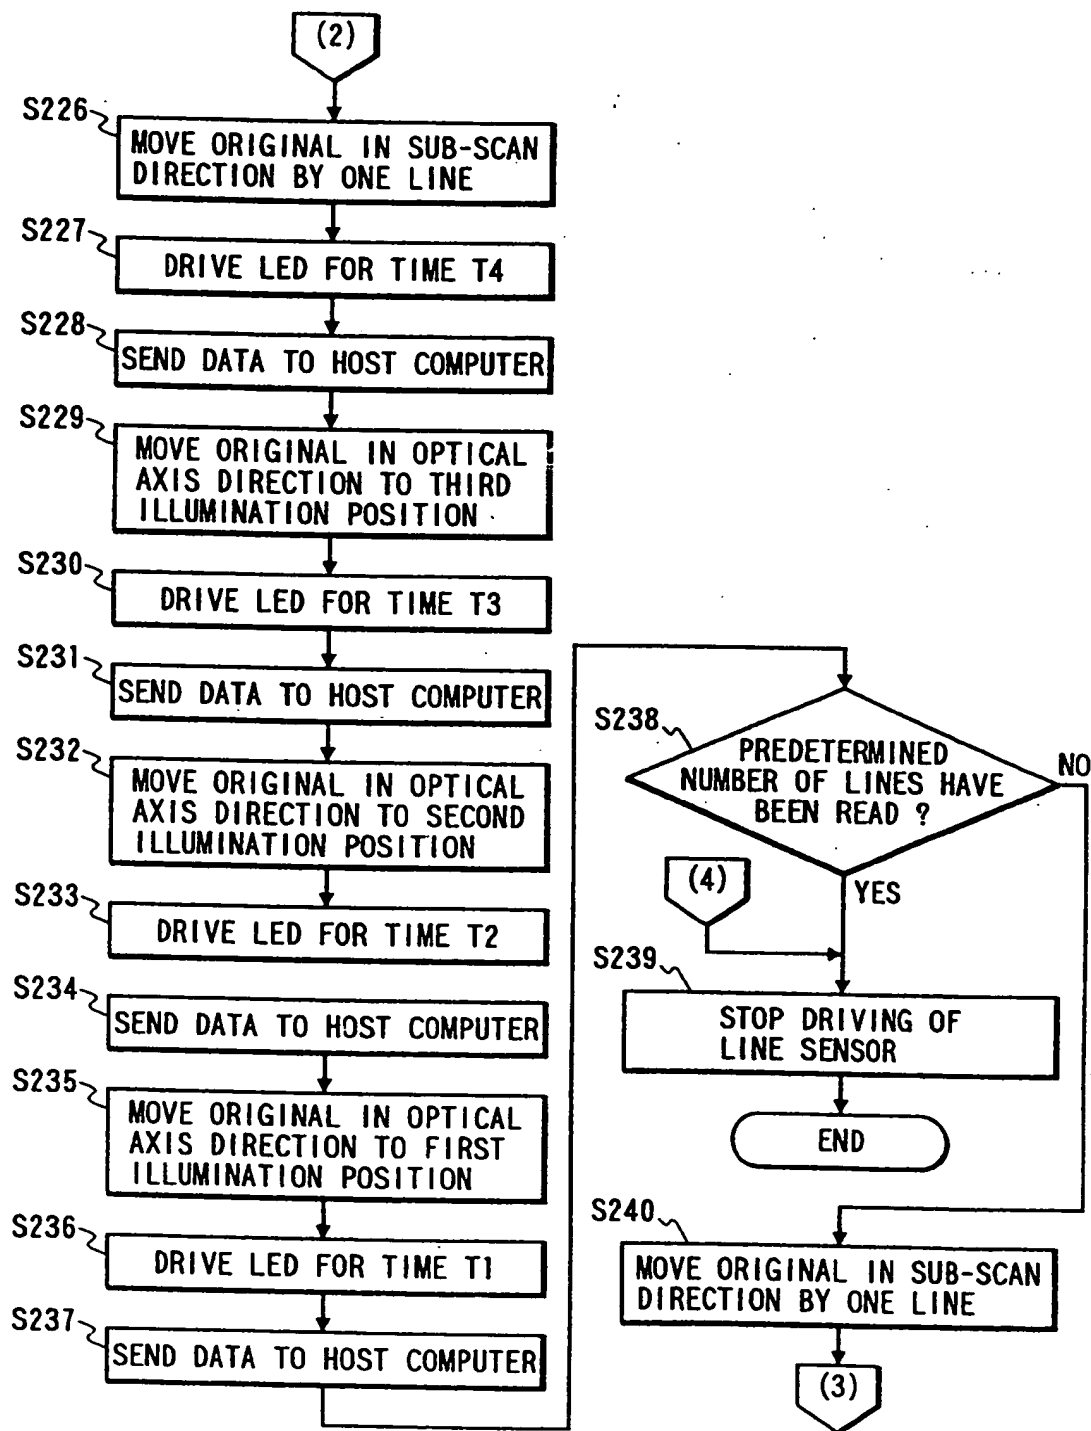 (2)
S226
MOVE ORIGINAL IN SUB-SCAN
DIRECTION BY ONE LINE
S227
DRIVE LED FOR TIME T4
S228
SEND DATA TO HOST COMPUTER
S229
MOVE ORIGINAL IN OPTICAL
AXIS DIRECTION TO THIRD
ILLUMINATION POSITION
S230
DRIVE LED FOR TIME T3
S231
SEND DATA TO HOST COMPUTER
S232
MOVE ORIGINAL IN OPTICAL
AXIS DIRECTION TO SECOND
ILLUMINATION POSITION
S233
DRIVE LED FOR TIME T2
S234
SEND DATA TO HOST COMPUTER
S235
MOVE ORIGINAL IN OPTICAL
AXIS DIRECTION TO FIRST
ILLUMINATION POSITION
S236
DRIVE LED FOR TIME T1
S237
SEND DATA TO HOST COMPUTER
S238
PREDETERMINED
NUMBER OF LINES HAVE
BEEN READ ?
NO
YES
(4)
S239
STOP DRIVING OF
LINE SENSOR
END
S240
MOVE ORIGINAL IN SUB-SCAN
DIRECTION BY ONE LINE
(3)